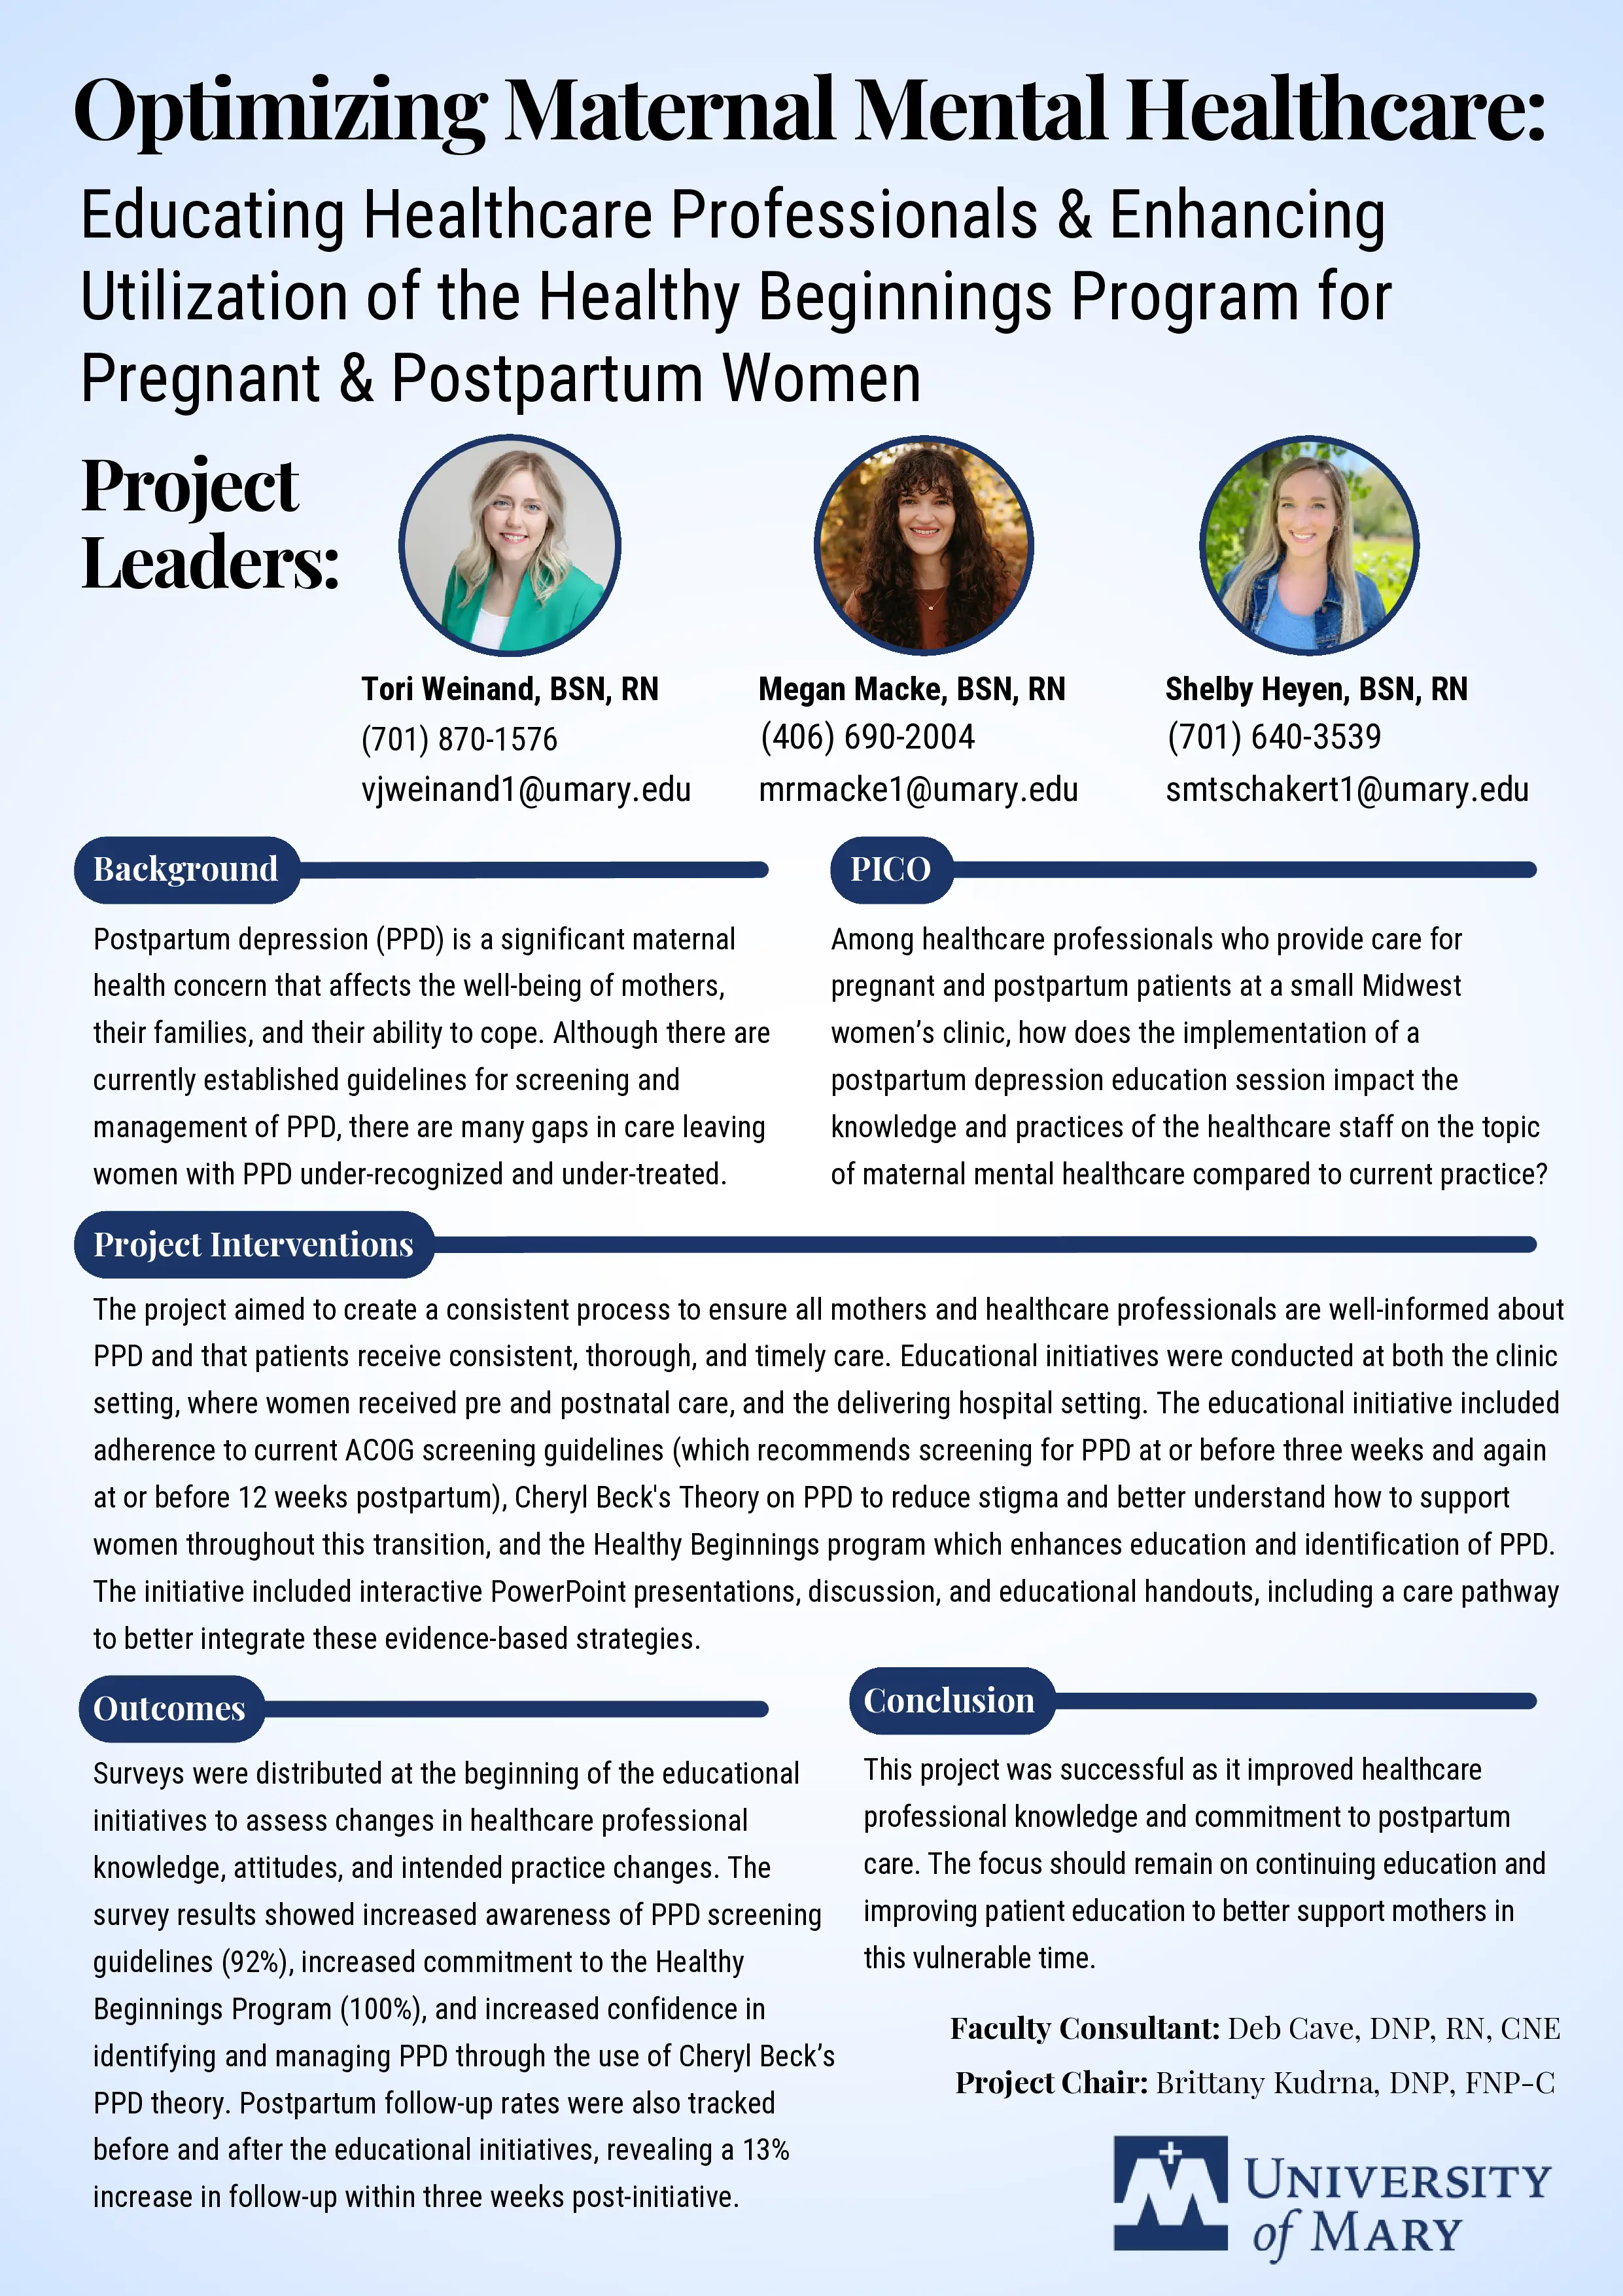 Optimizing Maternal Mental Healthcare:
Educating Healthcare Professionals & Enhancing
Utilization of the Healthy Beginnings Program for
Pregnant & Postpartum Women
Project
Leaders:
Tori Weinand, BSN, RN
(701) 870-1576
vjweinand1@umary.edu
Megan Macke, BSN, RN
(406) 690-2004
mrmacke1@umary.edu
Shelby Heyen, BSN, RN
(701) 640-3539
smtschakert1@umary.edu
Background
Postpartum depression (PPD) is a significant maternal
health concern that affects the well-being of mothers,
their families, and their ability to cope. Although there are
currently established guidelines for screening and
management of PPD, there are many gaps in care leaving
women with PPD under-recognized and under-treated.
PICO
Among healthcare professionals who provide care for
pregnant and postpartum patients at a small Midwest
women’s clinic, how does the implementation of a
postpartum depression education session impact the
knowledge and practices of the healthcare staff on the topic
of maternal mental healthcare compared to current practice?
Project Interventions
The project aimed to create a consistent process to ensure all mothers and healthcare professionals are well-informed about
PPD and that patients receive consistent, thorough, and timely care. Educational initiatives were conducted at both the clinic
setting, where women received pre and postnatal care, and the delivering hospital setting. The educational initiative included
adherence to current ACOG screening guidelines (which recommends screening for PPD at or before three weeks and again
at or before 12 weeks postpartum), Cheryl Beck's Theory on PPD to reduce stigma and better understand how to support
women throughout this transition, and the Healthy Beginnings program which enhances education and identification of PPD.
The initiative included interactive PowerPoint presentations, discussion, and educational handouts, including a care pathway
to better integrate these evidence-based strategies.
Outcomes
Surveys were distributed at the beginning of the educational
initiatives to assess changes in healthcare professional
knowledge, attitudes, and intended practice changes. The
survey results showed increased awareness of PPD screening
guidelines (92%), increased commitment to the Healthy
Beginnings Program (100%), and increased confidence in
identifying and managing PPD through the use of Cheryl Beck’s
PPD theory. Postpartum follow-up rates were also tracked
before and after the educational initiatives, revealing a 13%
increase in follow-up within three weeks post-initiative.
Conclusion
This project was successful as it improved healthcare
professional knowledge and commitment to postpartum
care. The focus should remain on continuing education and
improving patient education to better support mothers in
this vulnerable time.
Faculty Consultant: Deb Cave, DNP, RN, CNE
Project Chair: Brittany Kudrna, DNP, FNP-C
UNIVERSITY
of MARY